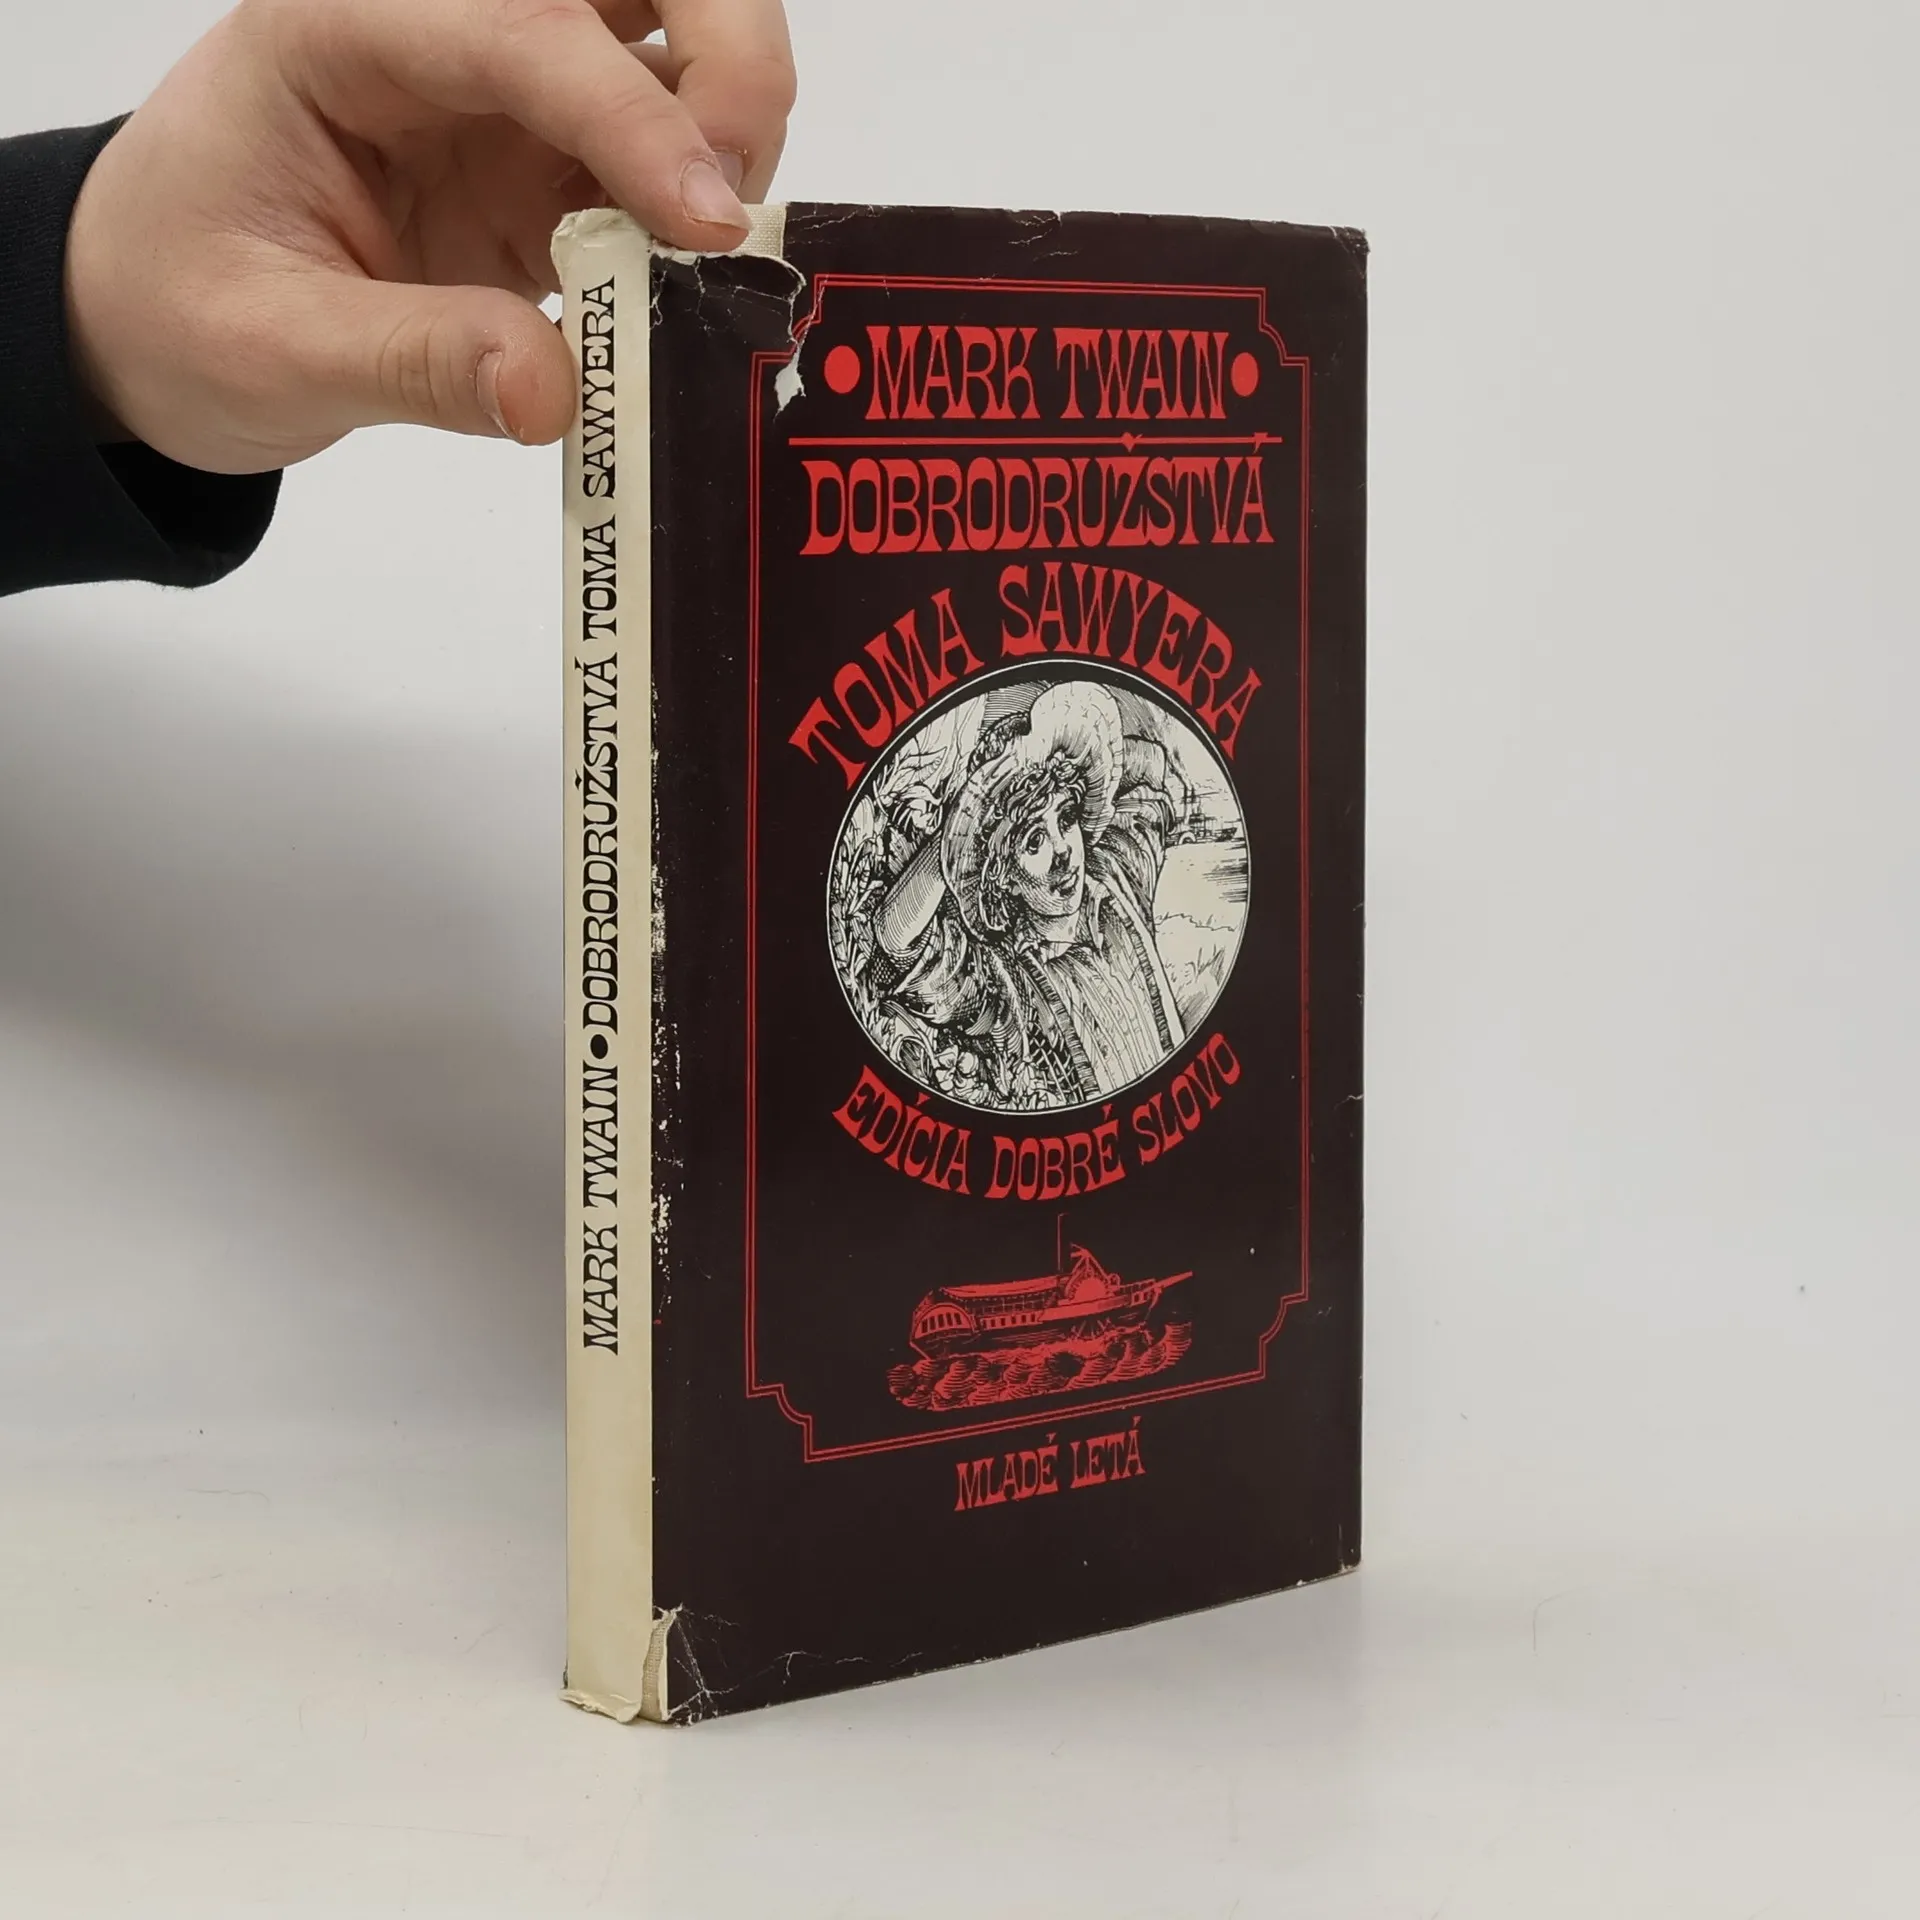 MARK TWAIN • DOBRODRUŽSTVÁ TOMA SAWYERA
• MARK TWAIN •
DOBRODRUŽSTVÁ
TOMA SAWYERA
EDÍCIA DOBRÉ SLOVO
MLADÉ LETÁ